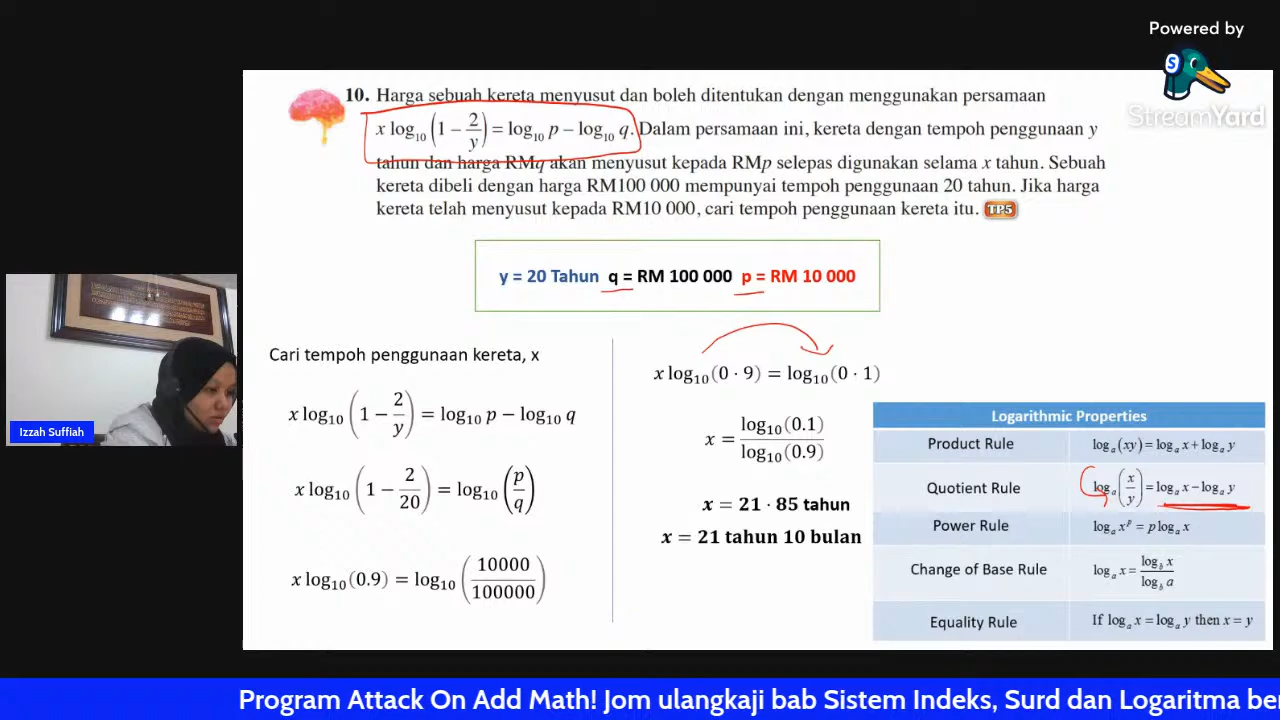 Powered by
S
StreamYard
10. Harga sebuah kereta menyusut dan boleh ditentukan dengan menggunakan persamaan
x log₁₀(1 − 2/y) = log₁₀ p − log₁₀ q. Dalam persamaan ini, kereta dengan tempoh penggunaan y
tahun dan harga RMq akan menyusut kepada RMp selepas digunakan selama x tahun. Sebuah
kereta dibeli dengan harga RM100 000 mempunyai tempoh penggunaan 20 tahun. Jika harga
kereta telah menyusut kepada RM10 000, cari tempoh penggunaan kereta itu. TP5
y = 20 Tahun q = RM 100 000 p = RM 10 000
Cari tempoh penggunaan kereta, x
x log₁₀(1 − 2/y) = log₁₀ p − log₁₀ q
x log₁₀(1 − 2/20) = log₁₀(p/q)
x log₁₀(0.9) = log₁₀(10000/100000)
x log₁₀(0 · 9) = log₁₀(0 · 1)
x = log₁₀(0.1)/log₁₀(0.9)
x = 21 · 85 tahun
x = 21 tahun 10 bulan
Logarithmic Properties
Product Rule logₐ(xy) = logₐ x + logₐ y
Quotient Rule logₐ(x/y) = logₐ x − logₐ y
Power Rule logₐ xᵖ = p logₐ x
Change of Base Rule logₐ x = log_b x / log_b a
Equality Rule If logₐ x = logₐ y then x = y
Izzah Suffiah
Program Attack On Add Math! Jom ulangkaji bab Sistem Indeks, Surd dan Logaritma be